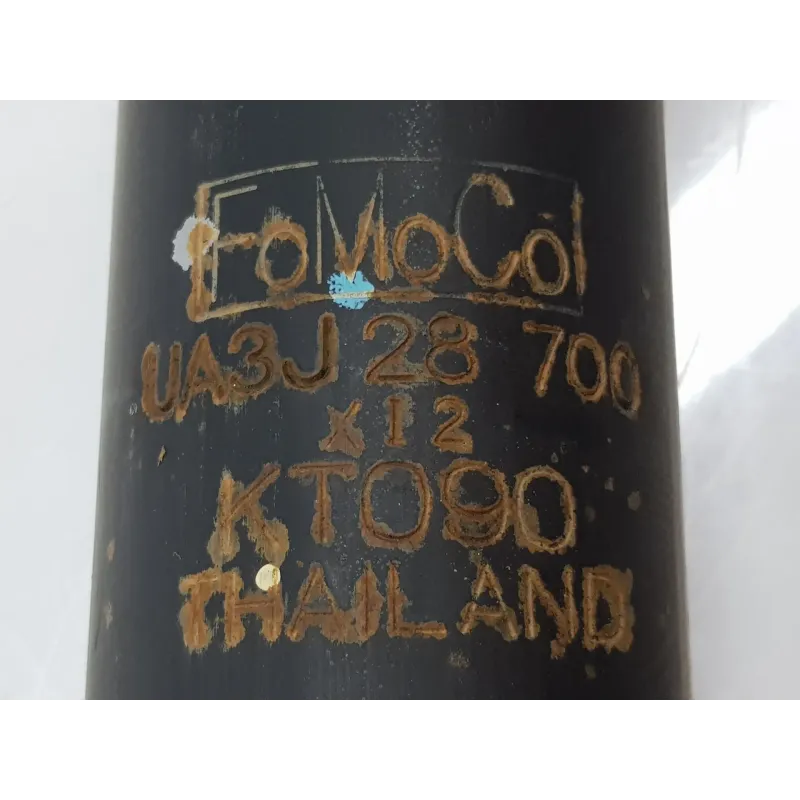 FoMoCo
UA3J 28 700
X12
KT090
THAILAND